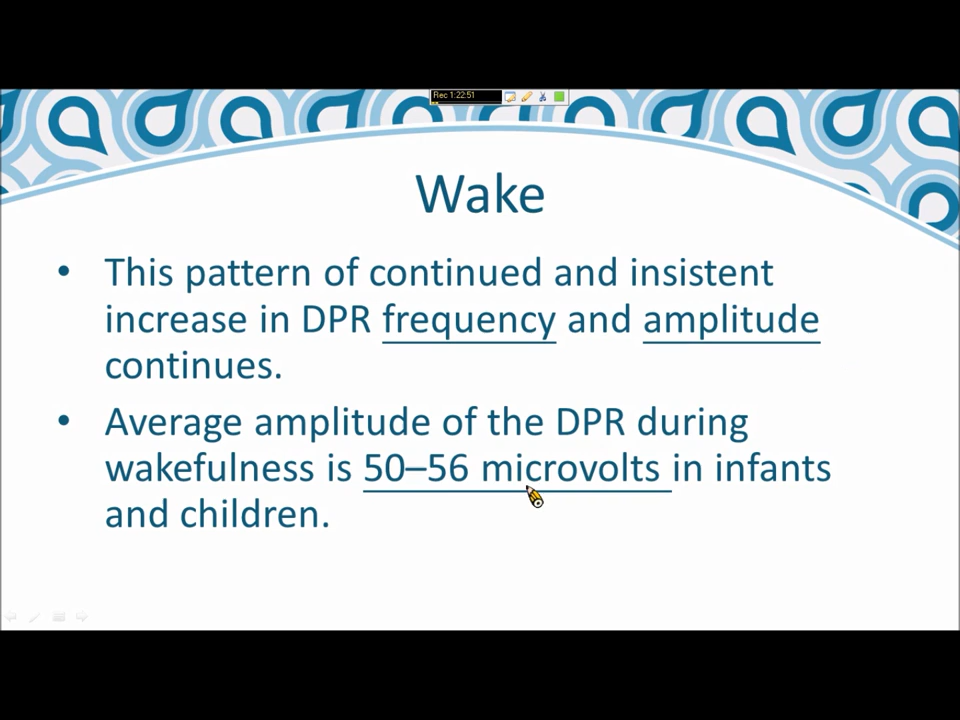 Rec 1:22:51
Wake
• This pattern of continued and insistent
increase in DPR frequency and amplitude
continues.
• Average amplitude of the DPR during
wakefulness is 50–56 microvolts in infants
and children.